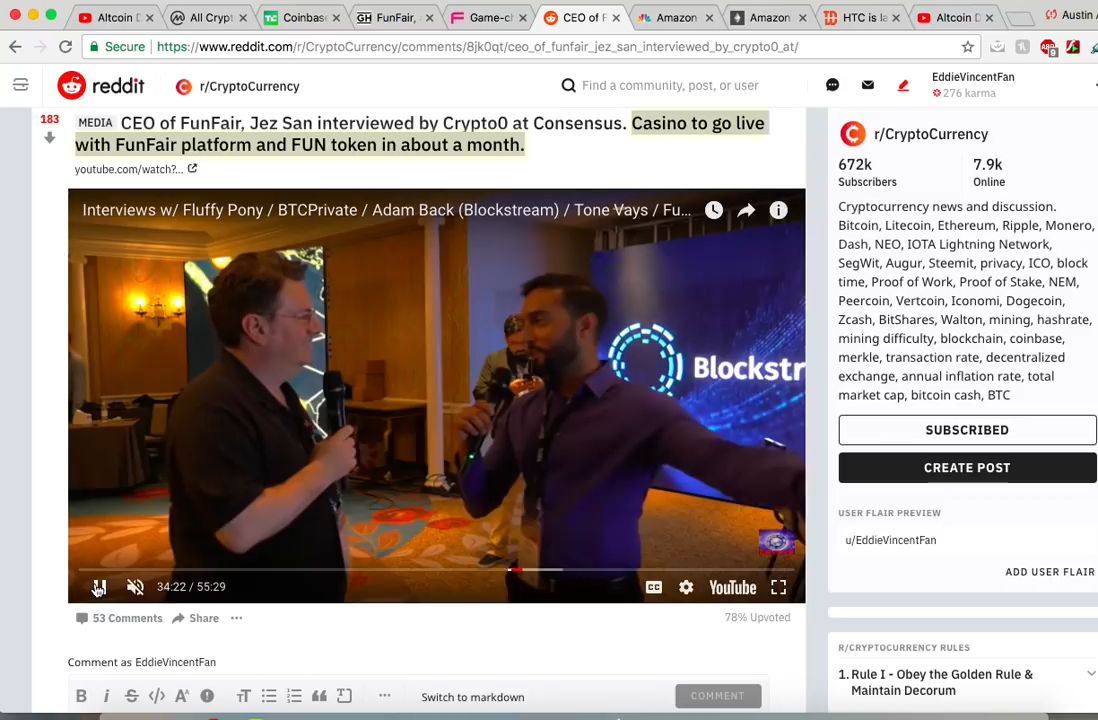 Altcoin D
All Crypt
Coinbas
FunFair,
Game-ch
CEO of F
Amazon
Amazon
HTC is la
Altcoin D
Austin
Secure
https://www.reddit.com/r/CryptoCurrency/comments/8jk0qt/ceo_of_funfair_jez_san_interviewed_by_crypto0_at/
reddit
r/CryptoCurrency
Find a community, post, or user
EddieVincentFan
276 karma
183
MEDIA CEO of FunFair, Jez San interviewed by Crypto0 at Consensus. Casino to go live
with FunFair platform and FUN token in about a month.
youtube.com/watch?...
Interviews w/ Fluffy Pony / BTCPrivate / Adam Back (Blockstream) / Tone Vays / Fu...
Blockstr
34:22 / 55:29
CC
YouTube
53 Comments
Share
78% Upvoted
Comment as EddieVincentFan
Switch to markdown
COMMENT
r/CryptoCurrency
672k
7.9k
Subscribers
Online
Cryptocurrency news and discussion.
Bitcoin, Litecoin, Ethereum, Ripple, Monero,
Dash, NEO, IOTA Lightning Network,
SegWit, Augur, Steemit, privacy, ICO, block
time, Proof of Work, Proof of Stake, NEM,
Peercoin, Vertcoin, Iconomi, Dogecoin,
Zcash, BitShares, Walton, mining, hashrate,
mining difficulty, blockchain, coinbase,
merkle, transaction rate, decentralized
exchange, annual inflation rate, total
market cap, bitcoin cash, BTC
SUBSCRIBED
CREATE POST
USER FLAIR PREVIEW
u/EddieVincentFan
ADD USER FLAIR
R/CRYPTOCURRENCY RULES
1. Rule I - Obey the Golden Rule &
Maintain Decorum